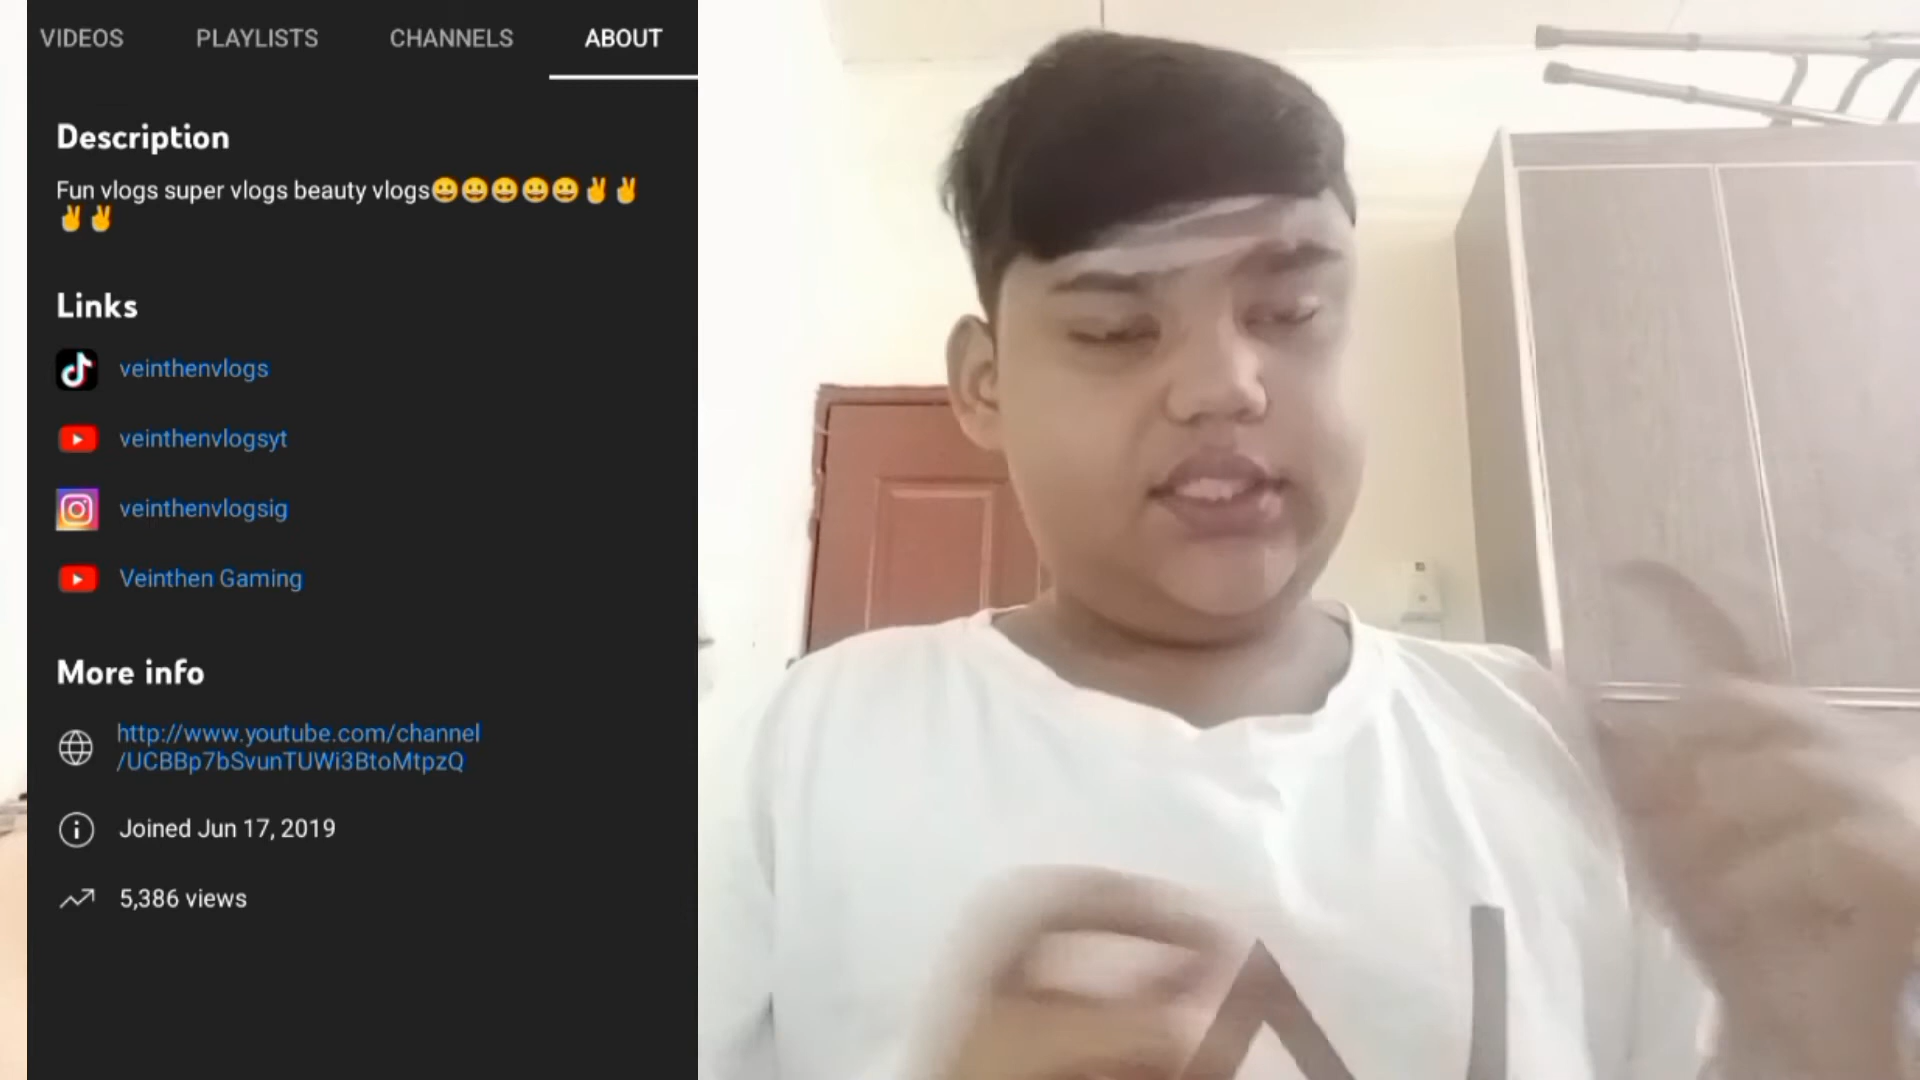 VIDEOS PLAYLISTS CHANNELS ABOUT
Description
Fun vlogs super vlogs beauty vlogs😀😀😀😀😀✌✌
✌✌
Links
veinthenvlogs
veinthenvlogsyt
veinthenvlogsig
Veinthen Gaming
More info
http://www.youtube.com/channel
/UCBBp7bSvunTUWi3BtoMtpzQ
Joined Jun 17, 2019
5,386 views